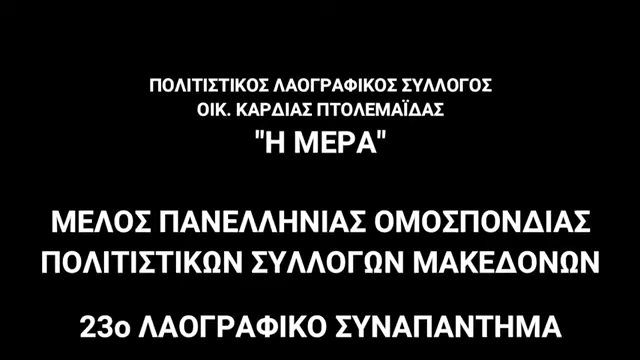 ΠΟΛΙΤΙΣΤΙΚΟΣ ΛΑΟΓΡΑΦΙΚΟΣ ΣΥΛΛΟΓΟΣ
ΟΙΚ. ΚΑΡΔΙΑΣ ΠΤΟΛΕΜΑΪΔΑΣ
"Η ΜΕΡΑ"
ΜΕΛΟΣ ΠΑΝΕΛΛΗΝΙΑΣ ΟΜΟΣΠΟΝΔΙΑΣ
ΠΟΛΙΤΙΣΤΙΚΩΝ ΣΥΛΛΟΓΩΝ ΜΑΚΕΔΟΝΩΝ
23ο ΛΑΟΓΡΑΦΙΚΟ ΣΥΝΑΠΑΝΤΗΜΑ